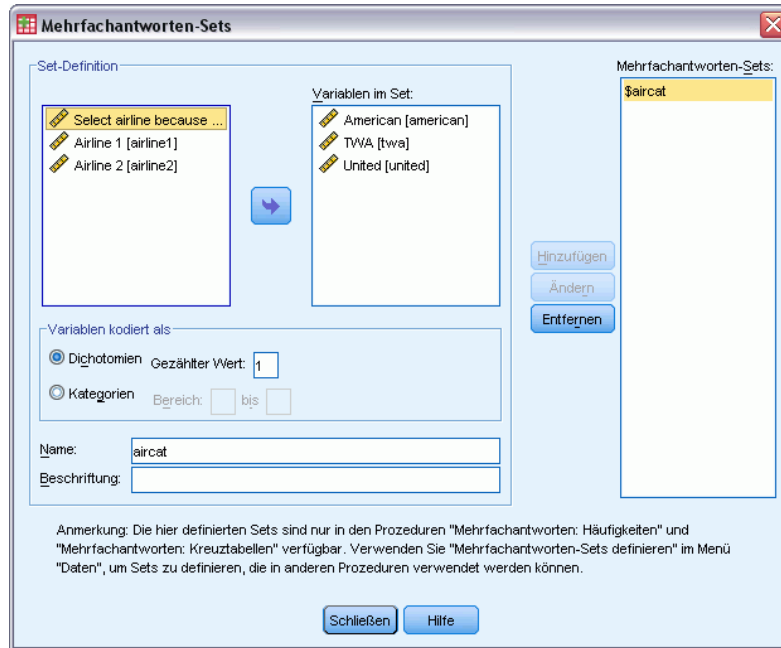 Mehrfachantworten-Sets
Set-Definition
Select airline because ...
Airline 1 [airline1]
Airline 2 [airline2]
Variablen im Set:
American [american]
TWA [twa]
United [united]
Variablen kodiert als
Dichotomien Gezählter Wert: 1
Kategorien Bereich: bis
Name: aircat
Beschriftung:
Mehrfachantworten-Sets:
$aircat
Hinzufügen
Ändern
Entfernen
Anmerkung: Die hier definierten Sets sind nur in den Prozeduren "Mehrfachantworten: Häufigkeiten" und
"Mehrfachantworten: Kreuztabellen" verfügbar. Verwenden Sie "Mehrfachantworten-Sets definieren" im Menü
"Daten", um Sets zu definieren, die in anderen Prozeduren verwendet werden können.
Schließen Hilfe